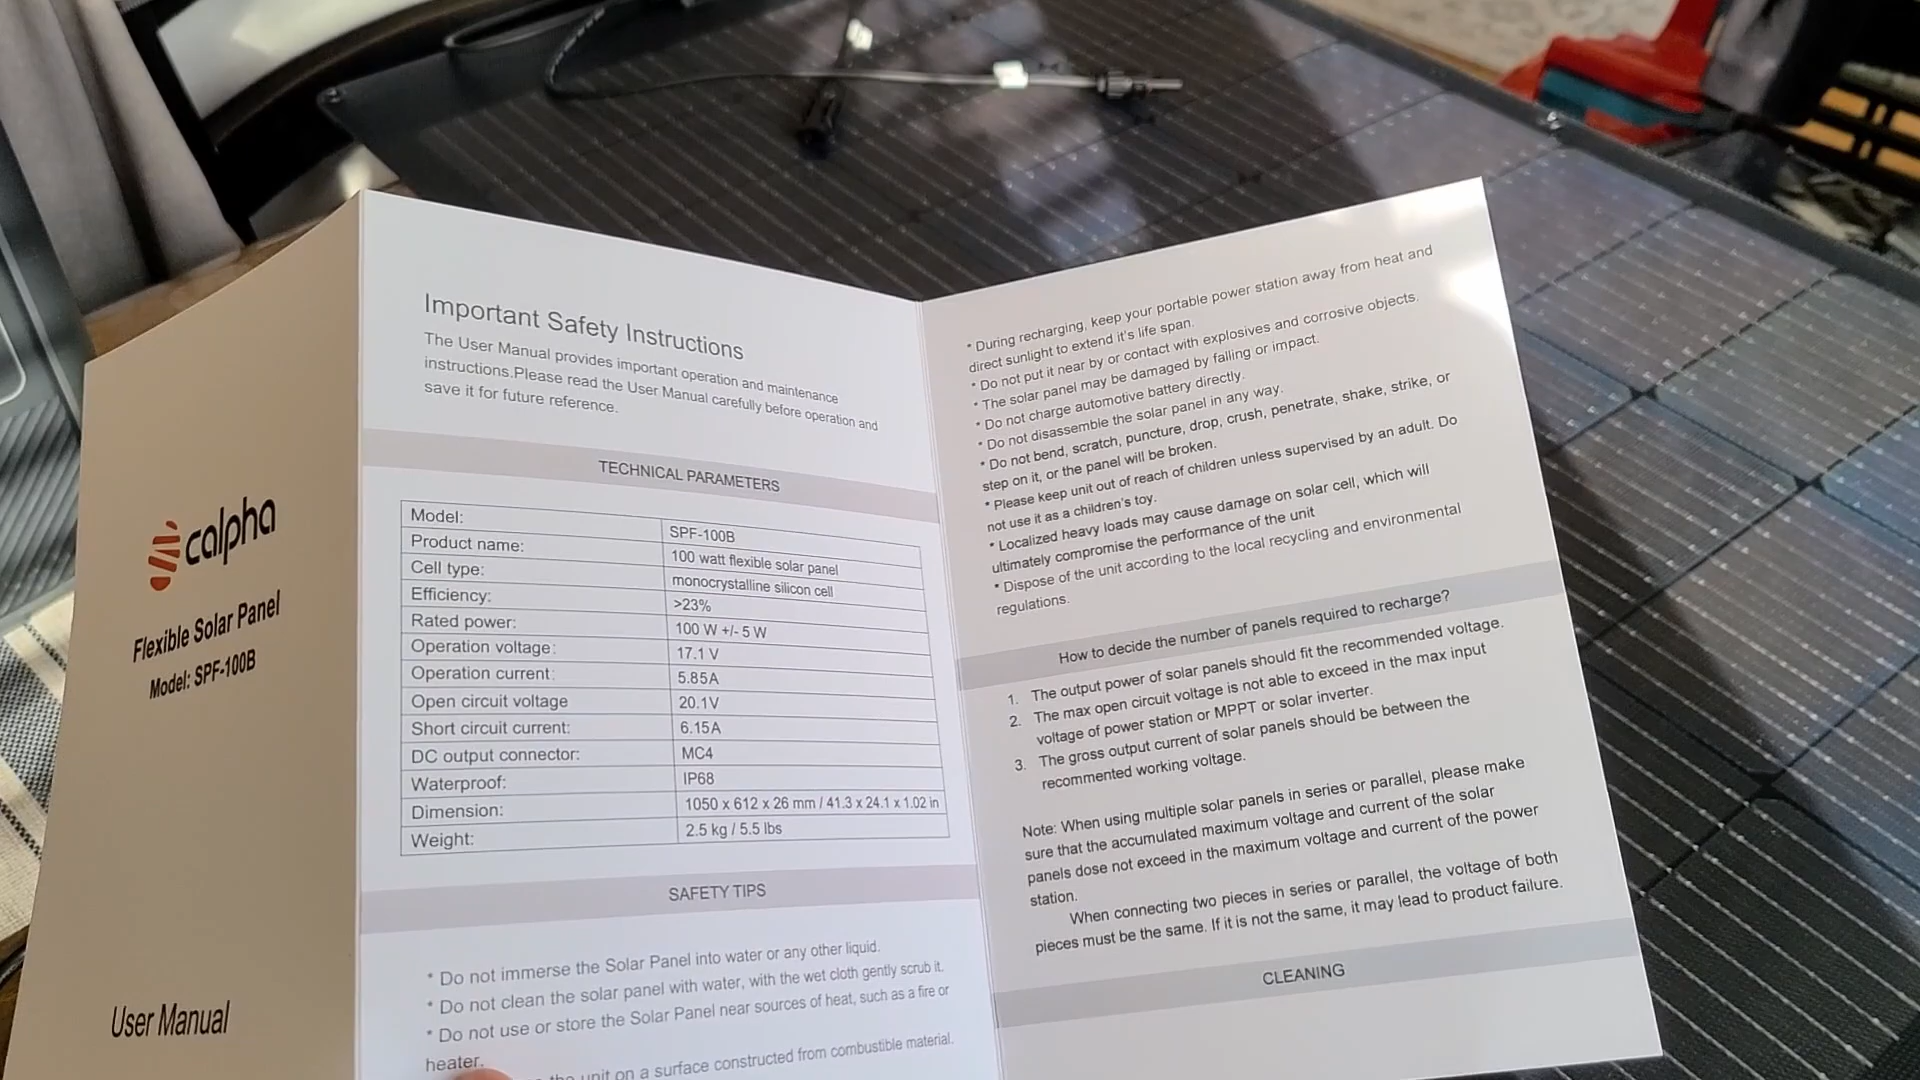 calpha
Flexible Solar Panel
Model: SPF-100B
User Manual
Important Safety Instructions
The User Manual provides important operation and maintenance
instructions.Please read the User Manual carefully before operation and
save it for future reference.
TECHNICAL PARAMETERS
Model: SPF-100B
Product name: 100 watt flexible solar panel
Cell type: monocrystalline silicon cell
Efficiency: >23%
Rated power: 100 W +/- 5 W
Operation voltage: 17.1 V
Operation current: 5.85A
Open circuit voltage 20.1V
Short circuit current: 6.15A
DC output connector: MC4
Waterproof: IP68
Dimension: 1050 x 612 x 26 mm / 41.3 x 24.1 x 1.02 in
Weight: 2.5 kg / 5.5 lbs
SAFETY TIPS
* Do not immerse the Solar Panel into water or any other liquid.
* Do not clean the solar panel with water, with the wet cloth gently scrub it.
* Do not use or store the Solar Panel near sources of heat, such as a fire or
heater.
the unit on a surface constructed from combustible material.
* During recharging, keep your portable power station away from heat and
direct sunlight to extend it's life span.
* Do not put it near by or contact with explosives and corrosive objects.
* The solar panel may be damaged by falling or impact.
* Do not charge automotive battery directly.
* Do not disassemble the solar panel in any way.
* Do not bend, scratch, puncture, drop, crush, penetrate, shake, strike, or
step on it, or the panel will be broken.
* Please keep unit out of reach of children unless supervised by an adult. Do
not use it as a children's toy.
* Localized heavy loads may cause damage on solar cell, which will
ultimately compromise the performance of the unit
* Dispose of the unit according to the local recycling and environmental
regulations.
How to decide the number of panels required to recharge?
1. The output power of solar panels should fit the recommended voltage.
2. The max open circuit voltage is not able to exceed in the max input
voltage of power station or MPPT or solar inverter.
3. The gross output current of solar panels should be between the
recommented working voltage.
Note: When using multiple solar panels in series or parallel, please make
sure that the accumulated maximum voltage and current of the solar
panels dose not exceed in the maximum voltage and current of the power
station.
When connecting two pieces in series or parallel, the voltage of both
pieces must be the same. If it is not the same, it may lead to product failure.
CLEANING